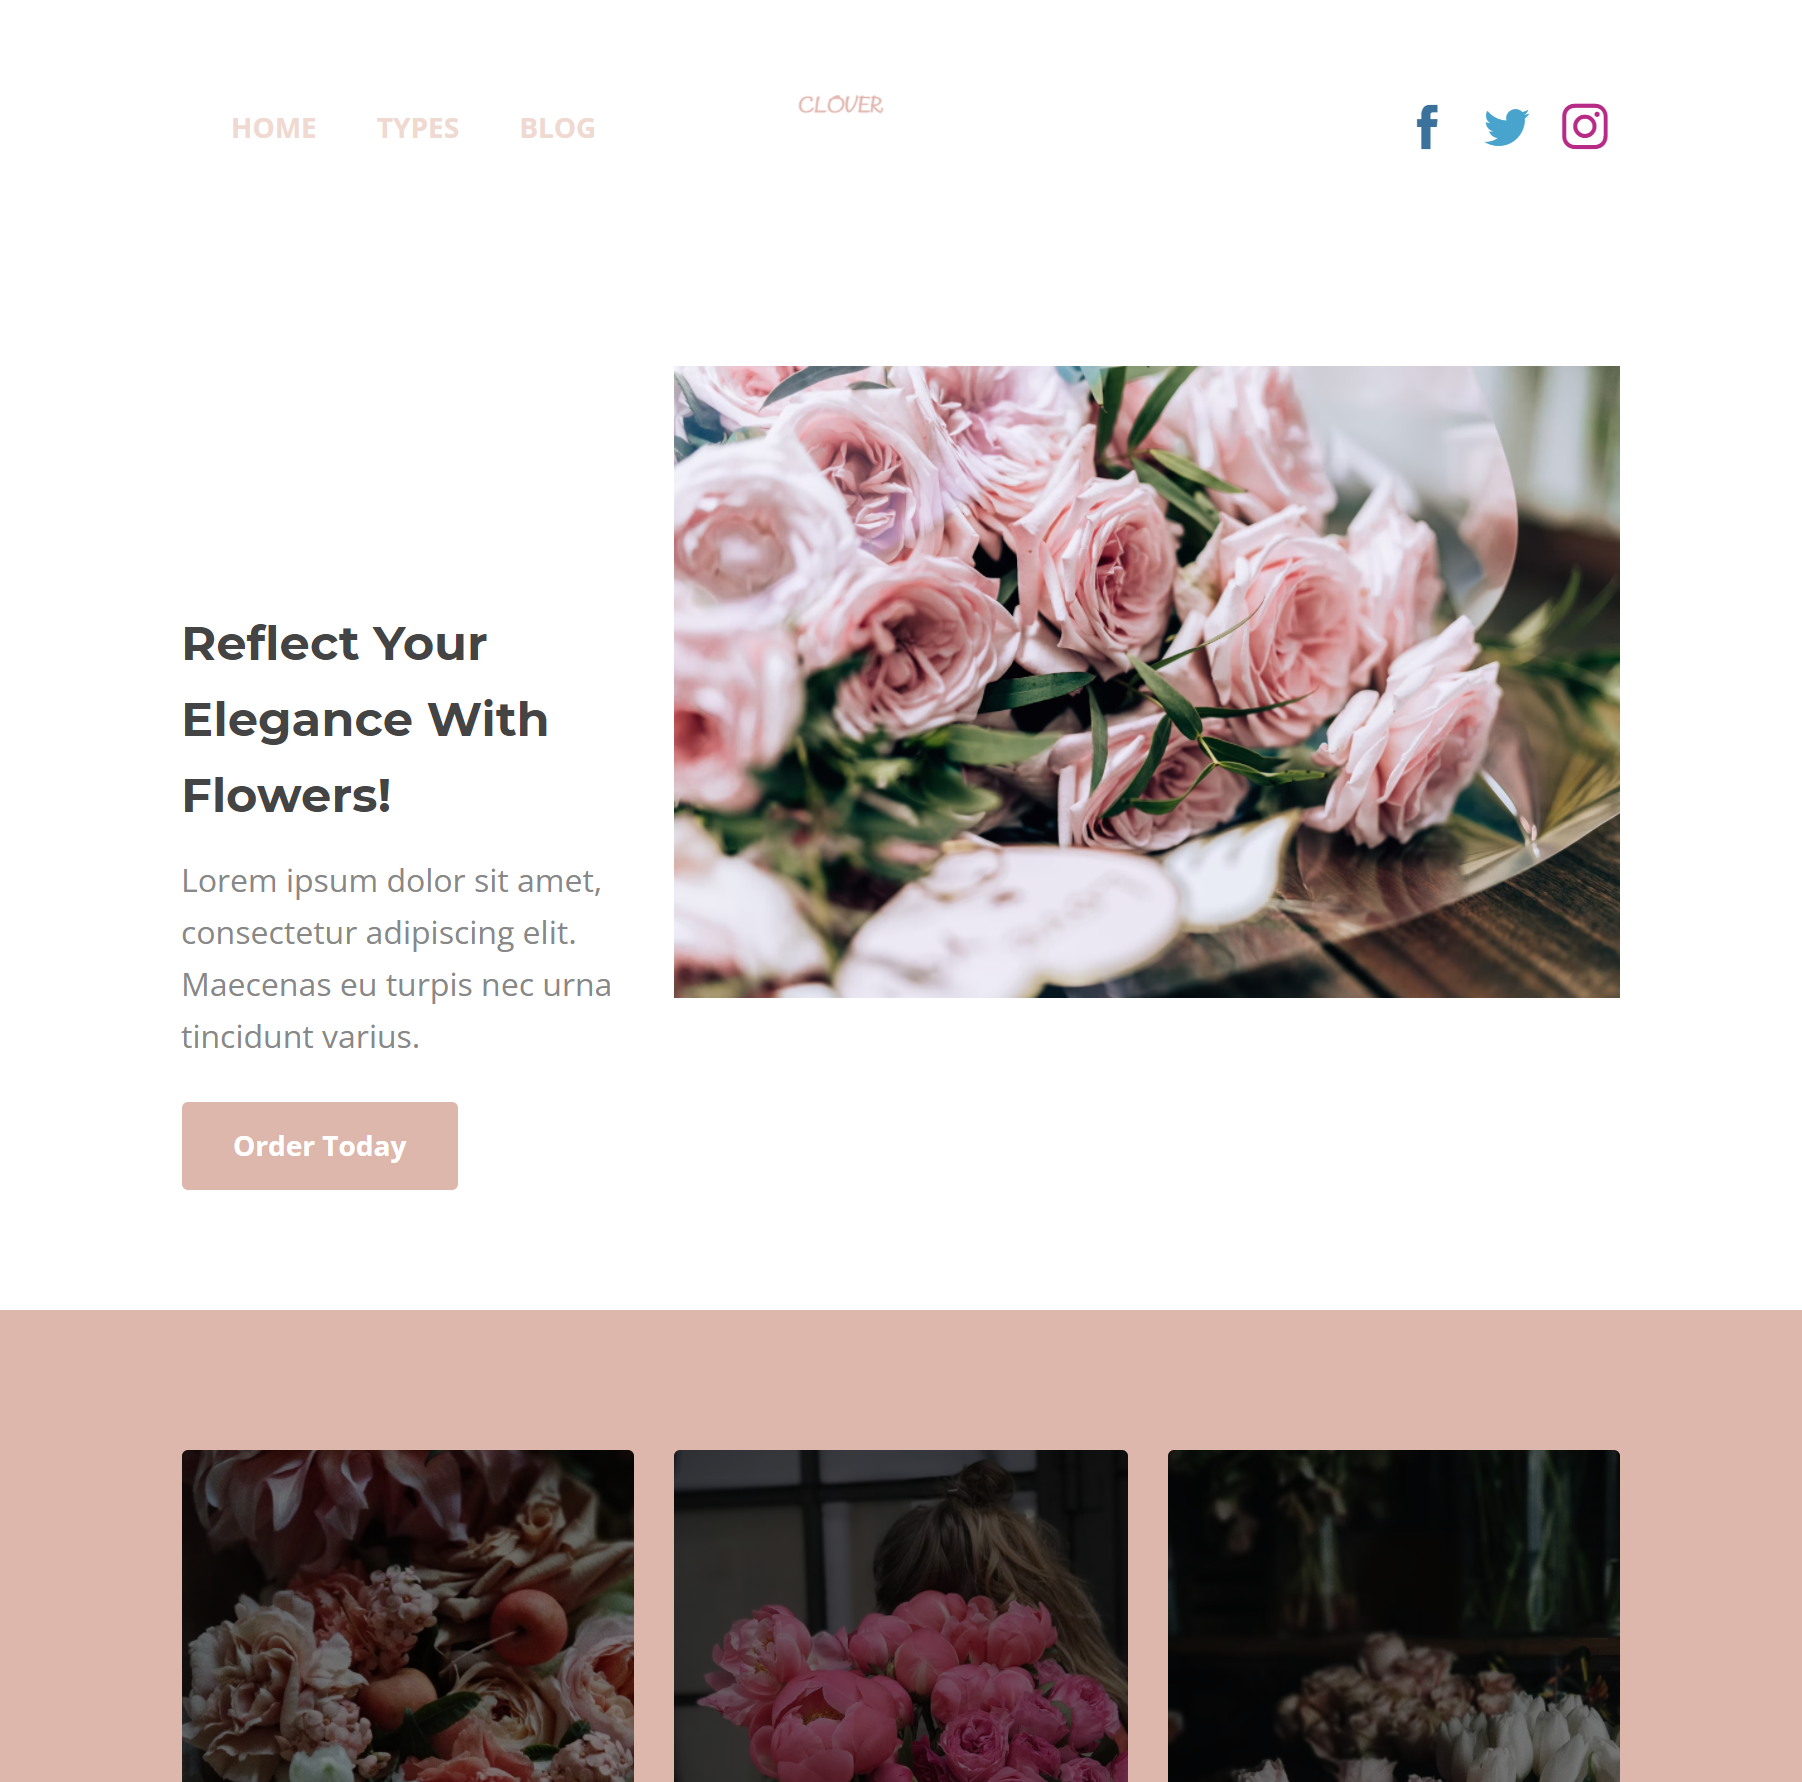 HOME TYPES BLOG
CLOVER
Reflect Your
Elegance With
Flowers!
Lorem ipsum dolor sit amet,
consectetur adipiscing elit.
Maecenas eu turpis nec urna
tincidunt varius.
Order Today